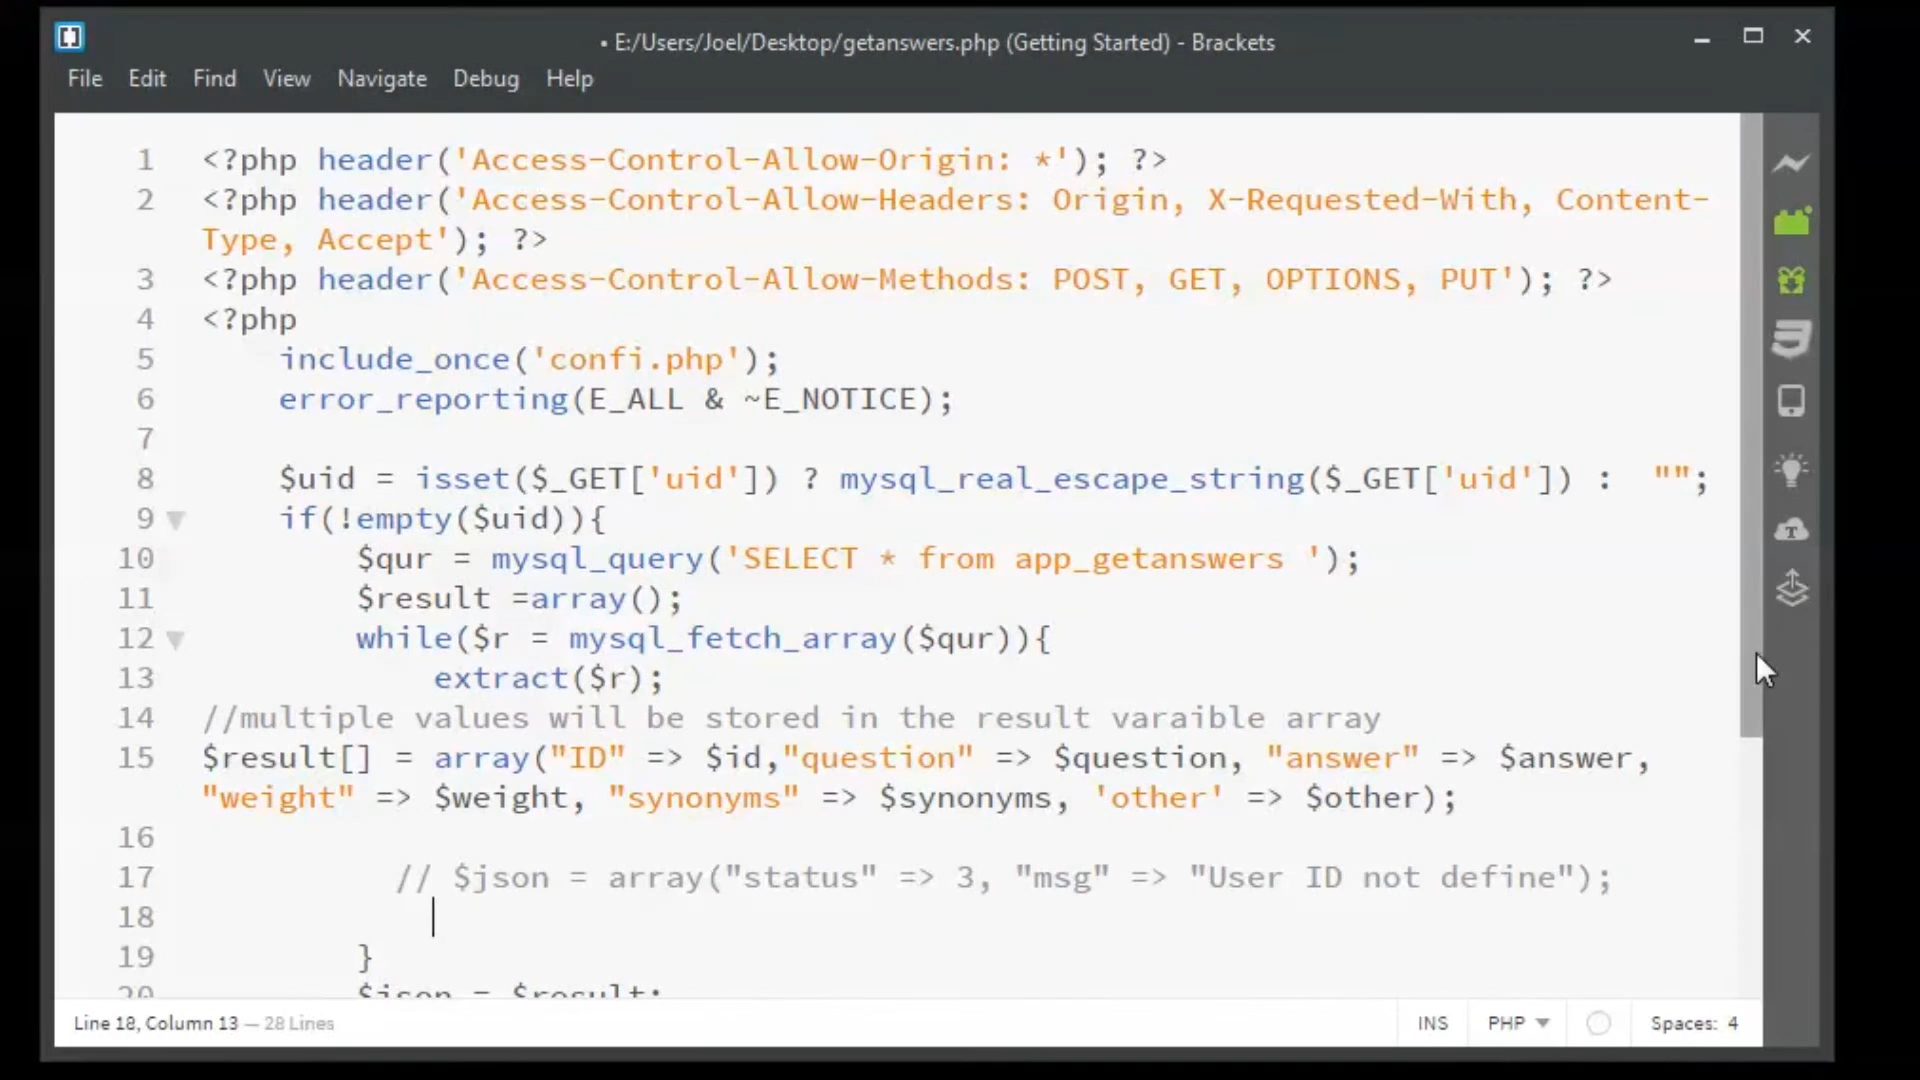 • E:/Users/Joel/Desktop/getanswers.php (Getting Started) - Brackets
File Edit Find View Navigate Debug Help
1 <?php header('Access-Control-Allow-Origin: *'); ?>
2 <?php header('Access-Control-Allow-Headers: Origin, X-Requested-With, Content-
Type, Accept'); ?>
3 <?php header('Access-Control-Allow-Methods: POST, GET, OPTIONS, PUT'); ?>
4 <?php
5 include_once('confi.php');
6 error_reporting(E_ALL & ~E_NOTICE);
7
8 $uid = isset($_GET['uid']) ? mysql_real_escape_string($_GET['uid']) :  "";
9 if(!empty($uid)){
10 $qur = mysql_query('SELECT * from app_getanswers ');
11 $result =array();
12 while($r = mysql_fetch_array($qur)){
13 extract($r);
14 //multiple values will be stored in the result varaible array
15 $result[] = array("ID" => $id,"question" => $question, "answer" => $answer,
"weight" => $weight, "synonyms" => $synonyms, 'other' => $other);
16
17 // $json = array("status" => 3, "msg" => "User ID not define");
18
19 }
20 $json = $result;
Line 18, Column 13 — 28 Lines INS PHP Spaces: 4